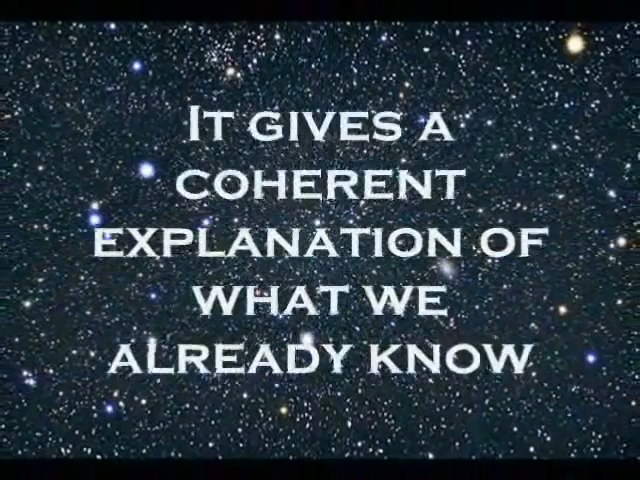 It gives a
coherent
explanation of
what we
already know